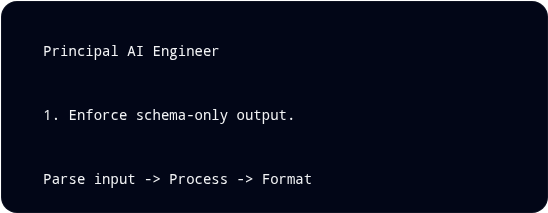 Principal AI Engineer
1. Enforce schema-only output.
Parse input -> Process -> Format